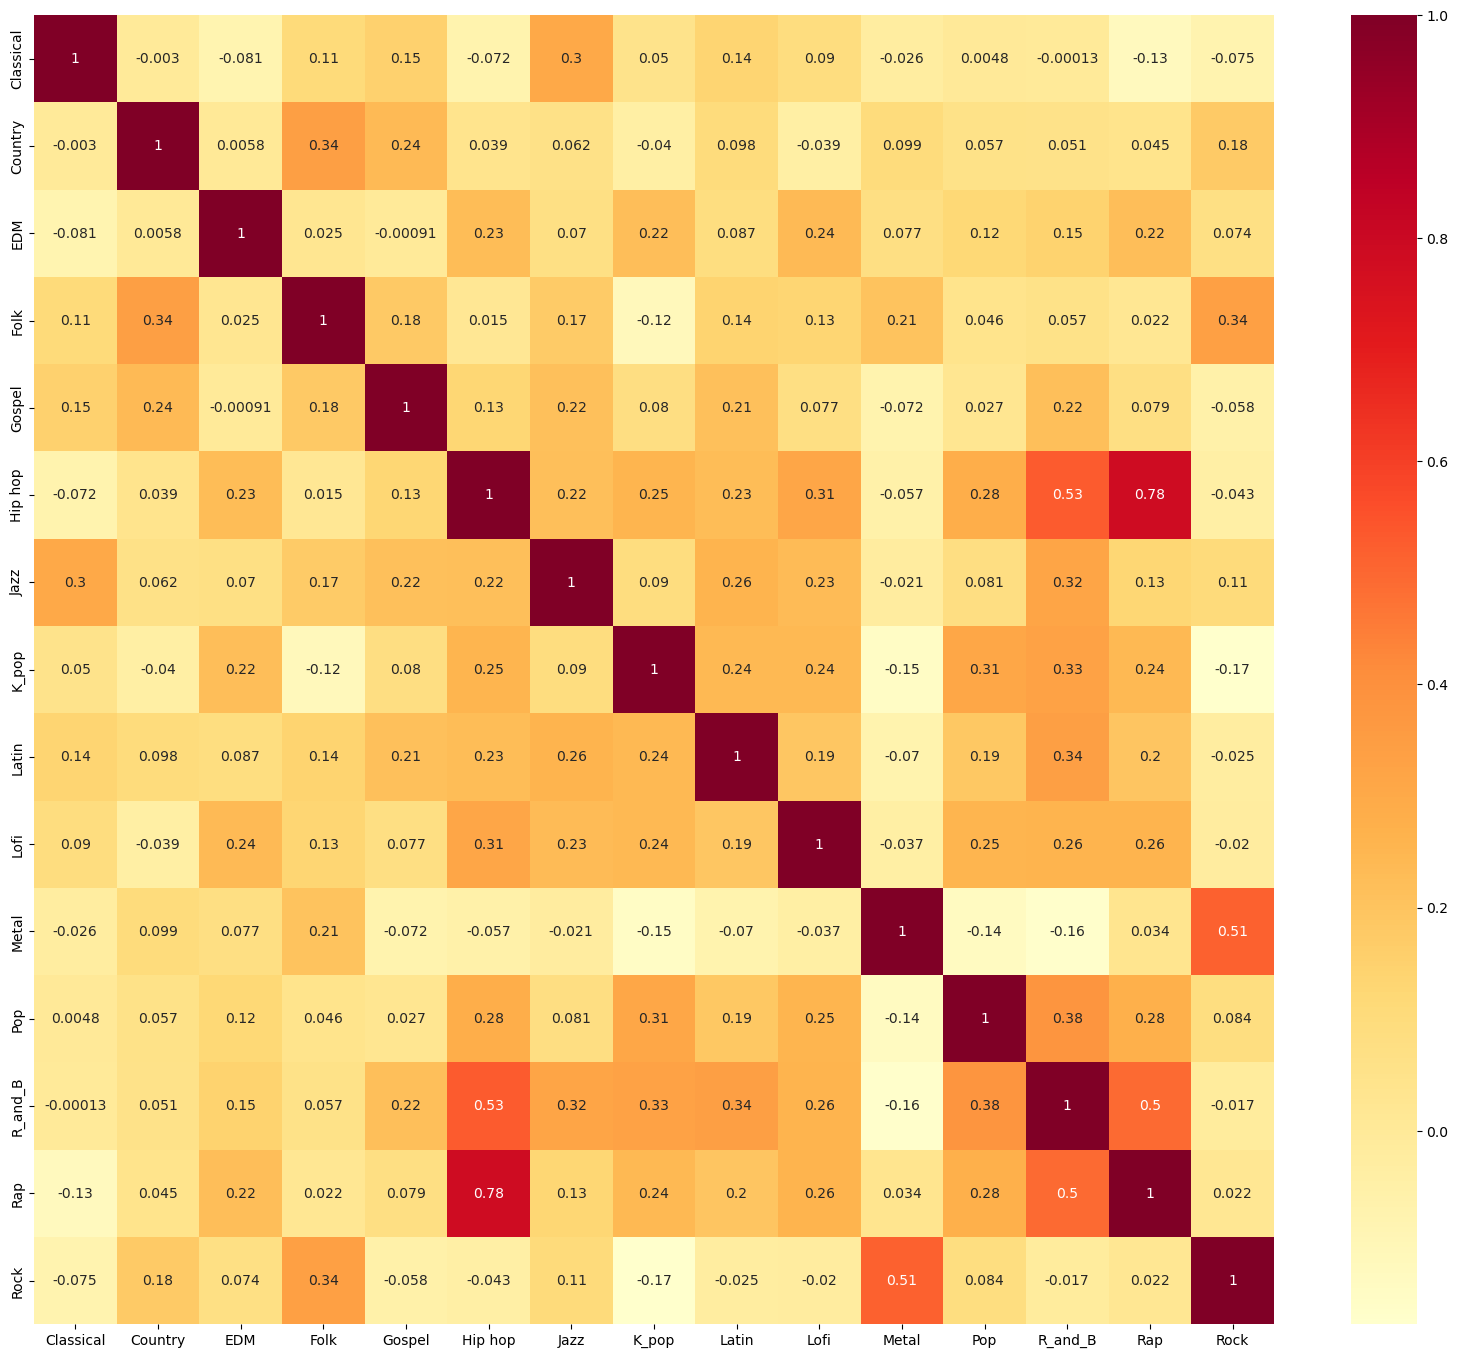 Classical 1 -0.003 -0.081 0.11 0.15 -0.072 0.3 0.05 0.14 0.09 -0.026 0.0048 -0.00013 -0.13 -0.075
Country -0.003 1 0.0058 0.34 0.24 0.039 0.062 -0.04 0.098 -0.039 0.099 0.057 0.051 0.045 0.18
EDM -0.081 0.0058 1 0.025 -0.00091 0.23 0.07 0.22 0.087 0.24 0.077 0.12 0.15 0.22 0.074
Folk 0.11 0.34 0.025 1 0.18 0.015 0.17 -0.12 0.14 0.13 0.21 0.046 0.057 0.022 0.34
Gospel 0.15 0.24 -0.00091 0.18 1 0.13 0.22 0.08 0.21 0.077 -0.072 0.027 0.22 0.079 -0.058
Hip hop -0.072 0.039 0.23 0.015 0.13 1 0.22 0.25 0.23 0.31 -0.057 0.28 0.53 0.78 -0.043
Jazz 0.3 0.062 0.07 0.17 0.22 0.22 1 0.09 0.26 0.23 -0.021 0.081 0.32 0.13 0.11
K_pop 0.05 -0.04 0.22 -0.12 0.08 0.25 0.09 1 0.24 0.24 -0.15 0.31 0.33 0.24 -0.17
Latin 0.14 0.098 0.087 0.14 0.21 0.23 0.26 0.24 1 0.19 -0.07 0.19 0.34 0.2 -0.025
Lofi 0.09 -0.039 0.24 0.13 0.077 0.31 0.23 0.24 0.19 1 -0.037 0.25 0.26 0.26 -0.02
Metal -0.026 0.099 0.077 0.21 -0.072 -0.057 -0.021 -0.15 -0.07 -0.037 1 -0.14 -0.16 0.034 0.51
Pop 0.0048 0.057 0.12 0.046 0.027 0.28 0.081 0.31 0.19 0.25 -0.14 1 0.38 0.28 0.084
R_and_B -0.00013 0.051 0.15 0.057 0.22 0.53 0.32 0.33 0.34 0.26 -0.16 0.38 1 0.5 -0.017
Rap -0.13 0.045 0.22 0.022 0.079 0.78 0.13 0.24 0.2 0.26 0.034 0.28 0.5 1 0.022
Rock -0.075 0.18 0.074 0.34 -0.058 -0.043 0.11 -0.17 -0.025 -0.02 0.51 0.084 -0.017 0.022 1
Classical Country EDM Folk Gospel Hip hop Jazz K_pop Latin Lofi Metal Pop R_and_B Rap Rock
1.0
0.8
0.6
0.4
0.2
0.0